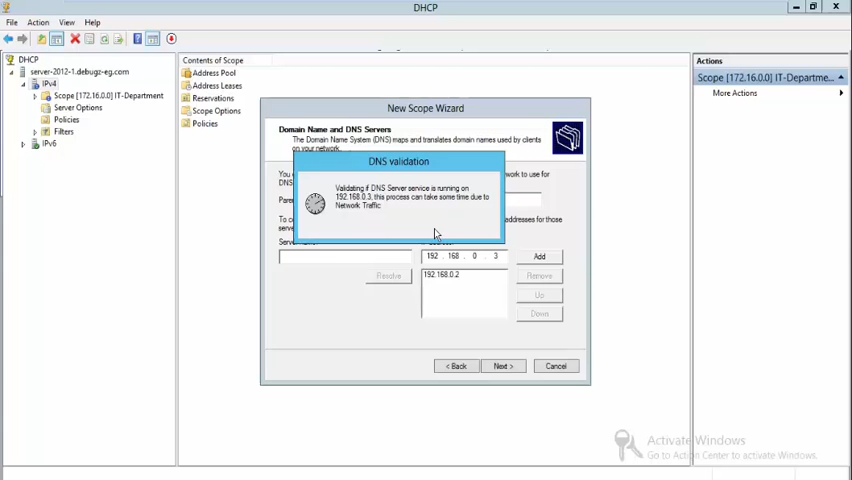 DHCP
File Action View Help
DHCP
server-2012-1.debugz-eg.com
IPv4
Scope [172.16.0.0] IT-Department
Server Options
Policies
Filters
IPv6
Contents of Scope
Address Pool
Address Leases
Reservations
Scope Options
Policies
Actions
Scope [172.16.0.0] IT-Departme...
More Actions
New Scope Wizard
Domain Name and DNS Servers
The Domain Name System (DNS) maps and translates domain names used by clients
on your network.
DNS validation
Validating if DNS Server service is running on
192.168.0.3, this process can take some time due to
Network Traffic
192 . 168 . 0 . 3
Add
Resolve
192.168.0.2
Remove
Up
Down
< Back
Next >
Cancel
Activate Windows
Go to Action Center to activate Windows.